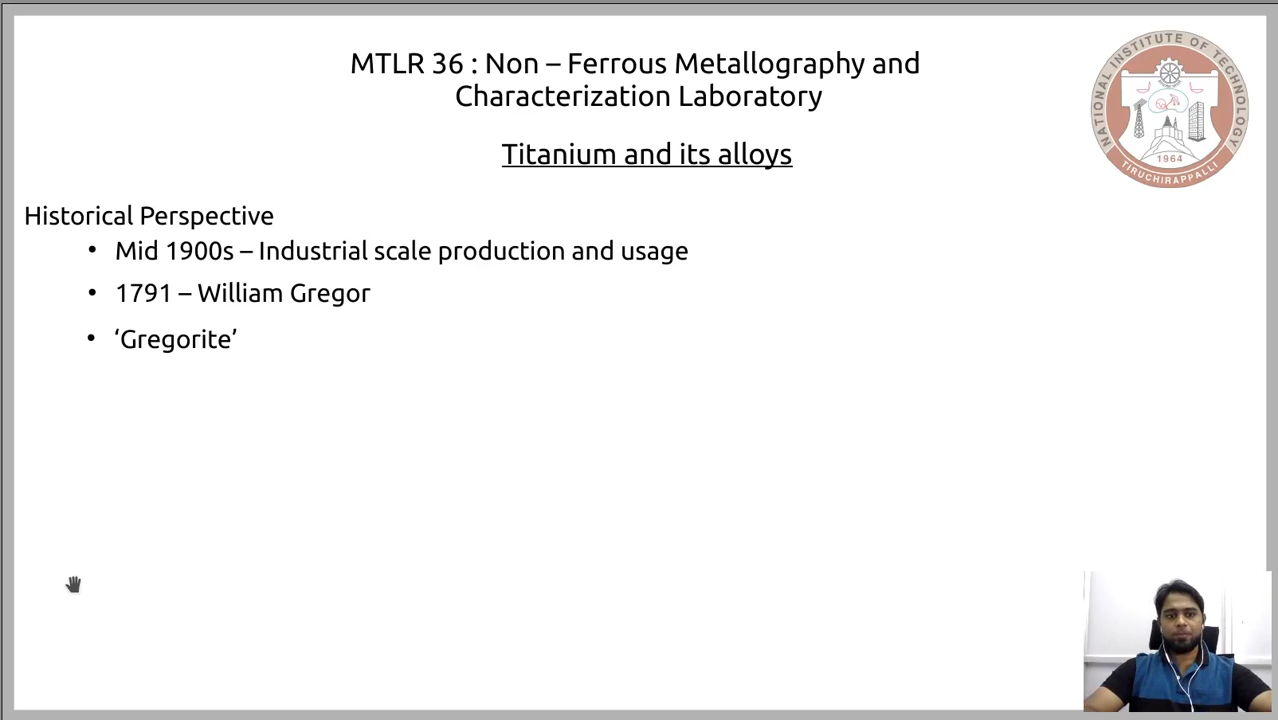 MTLR 36 : Non – Ferrous Metallography and
Characterization Laboratory
Titanium and its alloys
NATIONAL INSTITUTE OF TECHNOLOGY
1964
TIRUCHIRAPPALLI
Historical Perspective
• Mid 1900s – Industrial scale production and usage
• 1791 – William Gregor
• ‘Gregorite’